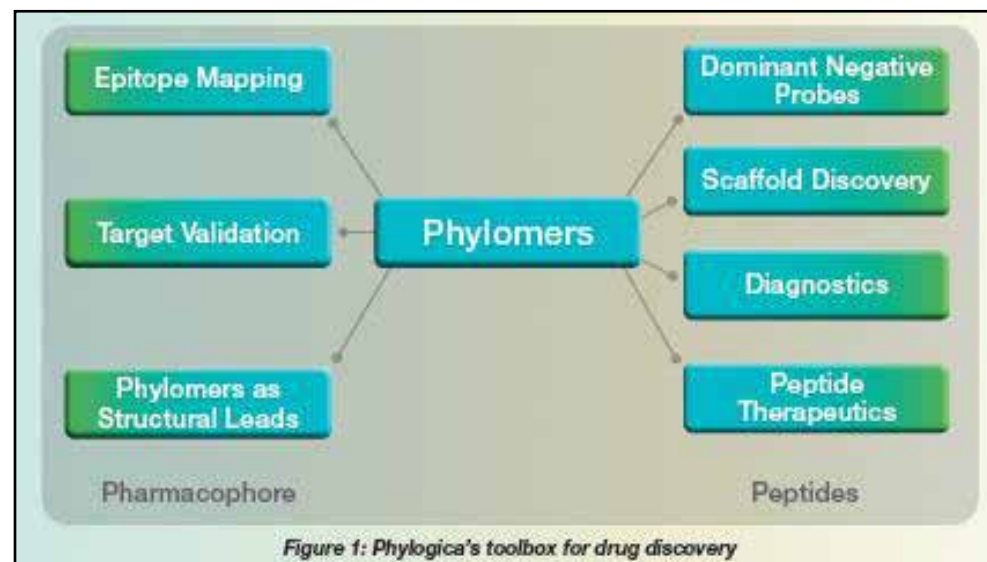 Epitope Mapping
Target Validation
Phylomers as
Structural Leads
Pharmacophore
Phylomers
Dominant Negative
Probes
Scaffold Discovery
Diagnostics
Peptide
Therapeutics
Peptides
Figure 1: Phylogica's toolbox for drug discovery